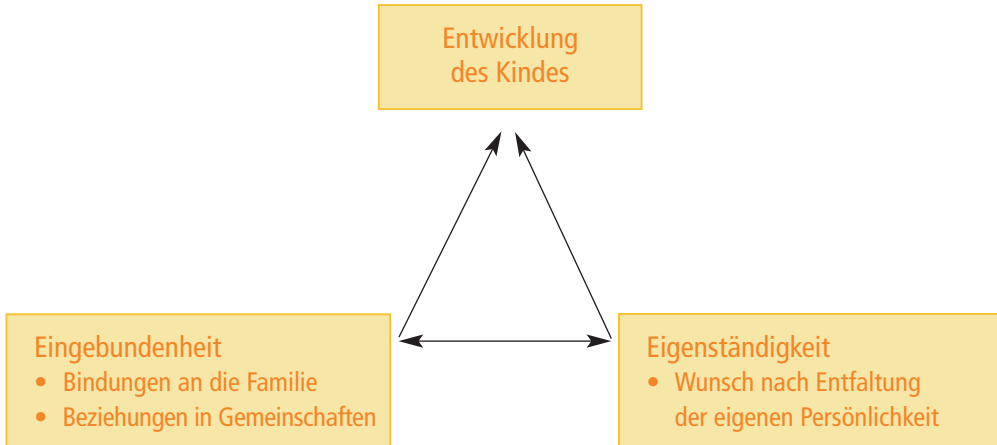 Entwicklung
des Kindes
Eingebundenheit
• Bindungen an die Familie
• Beziehungen in Gemeinschaften
Eigenständigkeit
• Wunsch nach Entfaltung
der eigenen Persönlichkeit